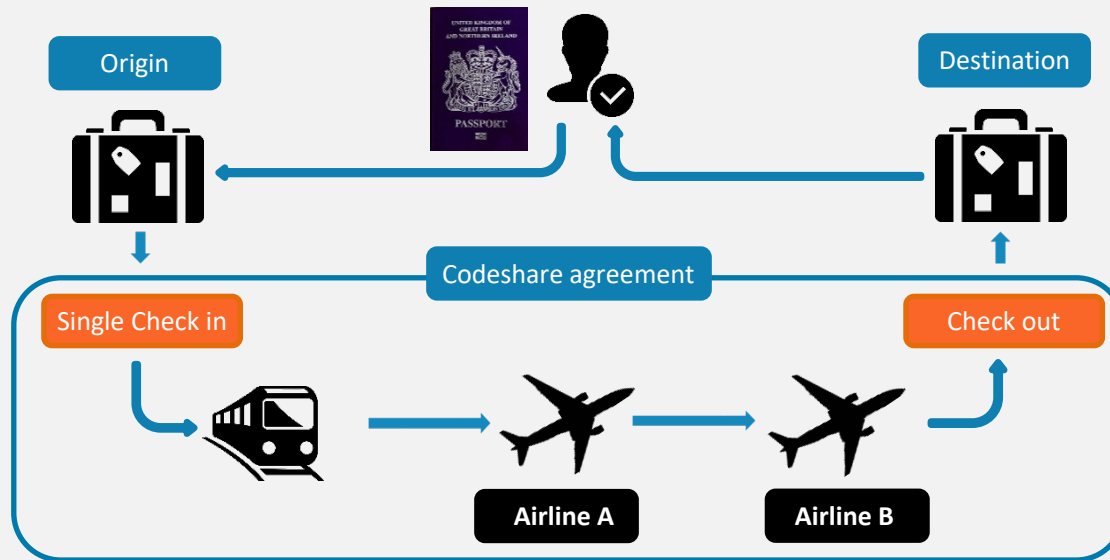 UNITED KINGDOM OF
GREAT BRITAIN
AND NORTHERN IRELAND
PASSPORT
Origin
Destination
Codeshare agreement
Single Check in
Check out
Airline A
Airline B